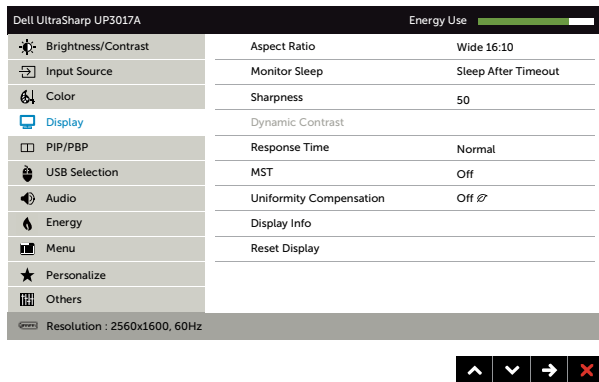 Dell UltraSharp UP3017A Energy Use
Brightness/Contrast Aspect Ratio Wide 16:10
Input Source Monitor Sleep Sleep After Timeout
Color Sharpness 50
Display Dynamic Contrast
PIP/PBP Response Time Normal
USB Selection MST Off
Audio Uniformity Compensation Off
Energy Display Info
Menu Reset Display
Personalize
Others
Resolution : 2560x1600, 60Hz